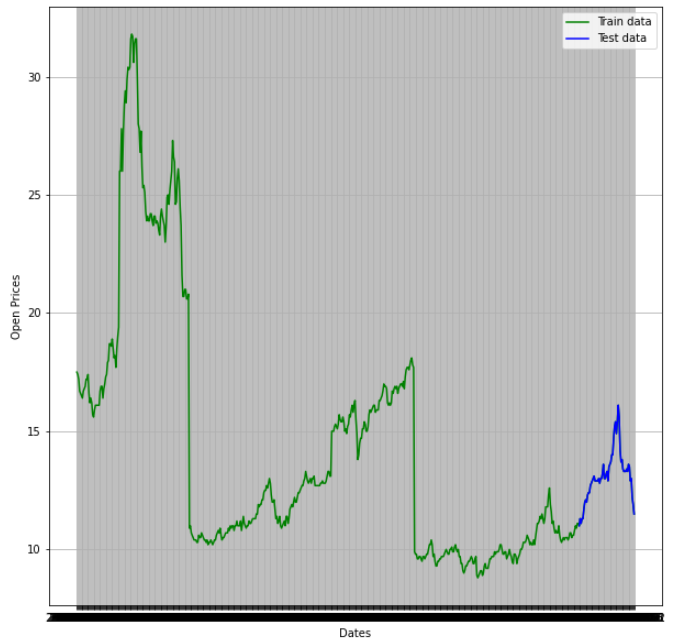 Train data
Test data
30
25
20
15
10
Open Prices
Dates